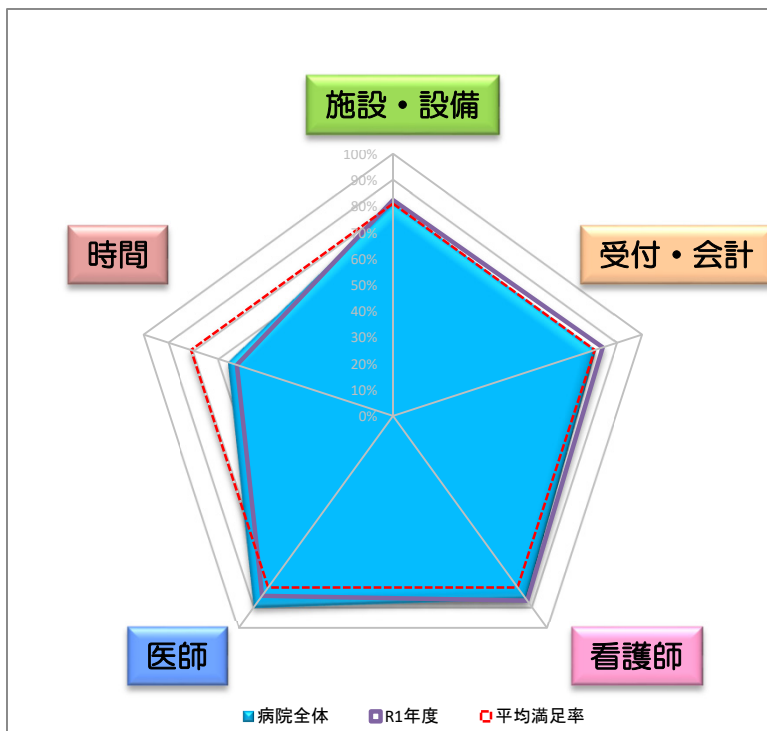 施設・設備
時間
受付・会計
100%
90%
80%
70%
60%
50%
40%
30%
20%
10%
0%
医師
看護師
病院全体
R1年度
平均満足率